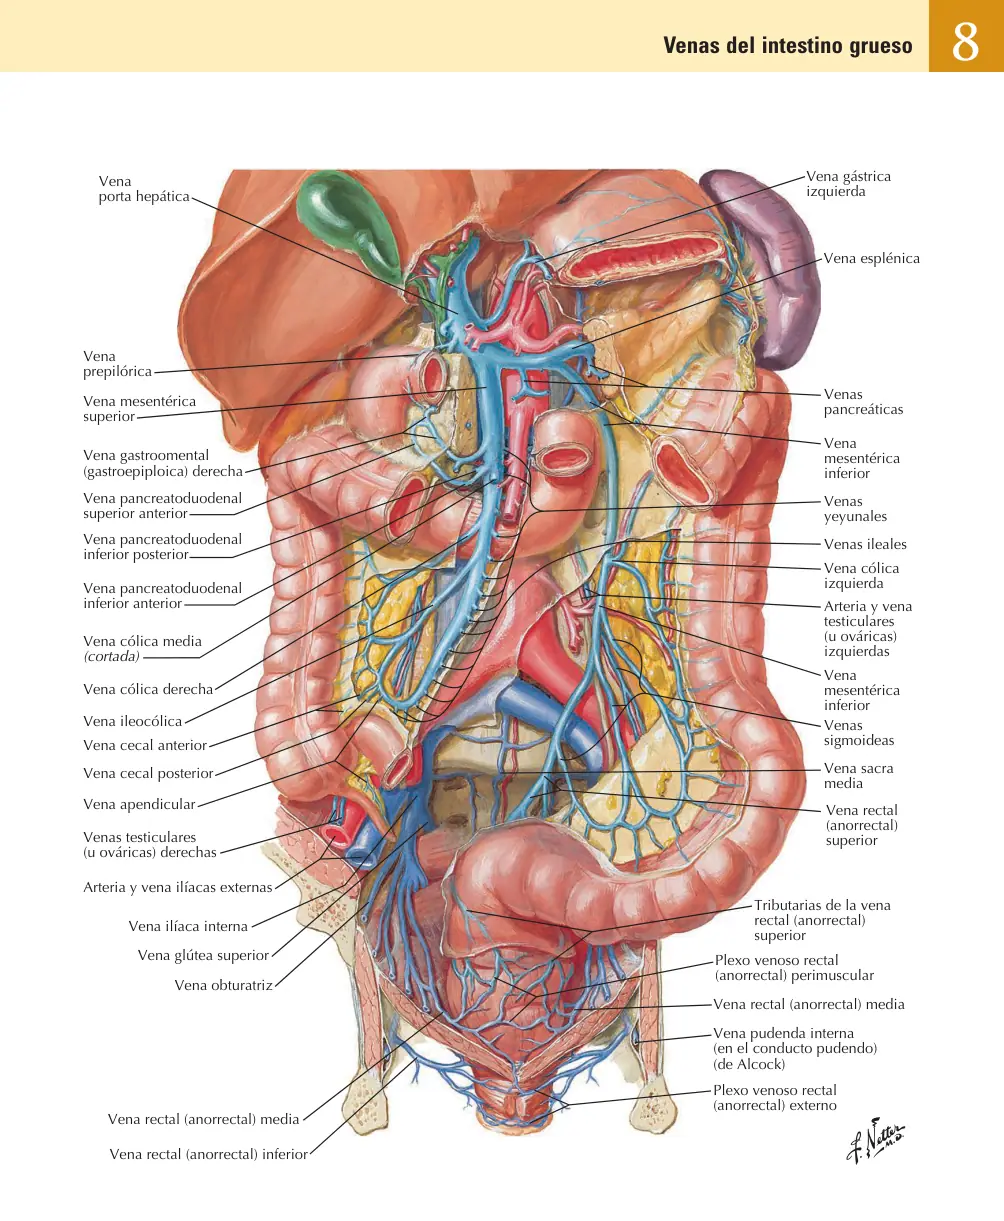 Venas del intestino grueso
8
Vena
porta hepática
Vena
prepilórica
Vena mesentérica
superior
Vena gastroomental
(gastroepiploica) derecha
Vena pancreatoduodenal
superior anterior
Vena pancreatoduodenal
inferior posterior
Vena pancreatoduodenal
inferior anterior
Vena cólica media
(cortada)
Vena cólica derecha
Vena ileocólica
Vena cecal anterior
Vena cecal posterior
Vena apendicular
Venas testiculares
(u ováricas) derechas
Arteria y vena ilíacas externas
Vena ilíaca interna
Vena glútea superior
Vena obturatriz
Vena rectal (anorrectal) media
Vena rectal (anorrectal) inferior
Vena gástrica
izquierda
Vena esplénica
Venas
pancreáticas
Vena
mesentérica
inferior
Venas
yeyunales
Venas ileales
Vena cólica
izquierda
Arteria y vena
testiculares
(u ováricas)
izquierdas
Vena
mesentérica
inferior
Venas
sigmoideas
Vena sacra
media
Vena rectal
(anorrectal)
superior
Tributarias de la vena
rectal (anorrectal)
superior
Plexo venoso rectal
(anorrectal) perimuscular
Vena rectal (anorrectal) media
Vena pudenda interna
(en el conducto pudendo)
(de Alcock)
Plexo venoso rectal
(anorrectal) externo
F. Netter
M.D.